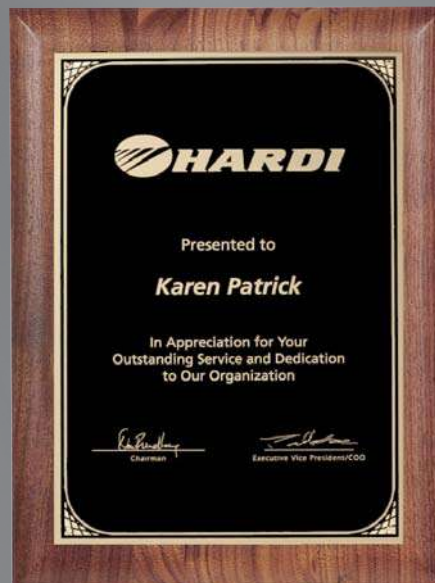 HARDI
Presented to
Karen Patrick
In Appreciation for Your
Outstanding Service and Dedication
to Our Organization
Chairman
Executive Vice President/COO